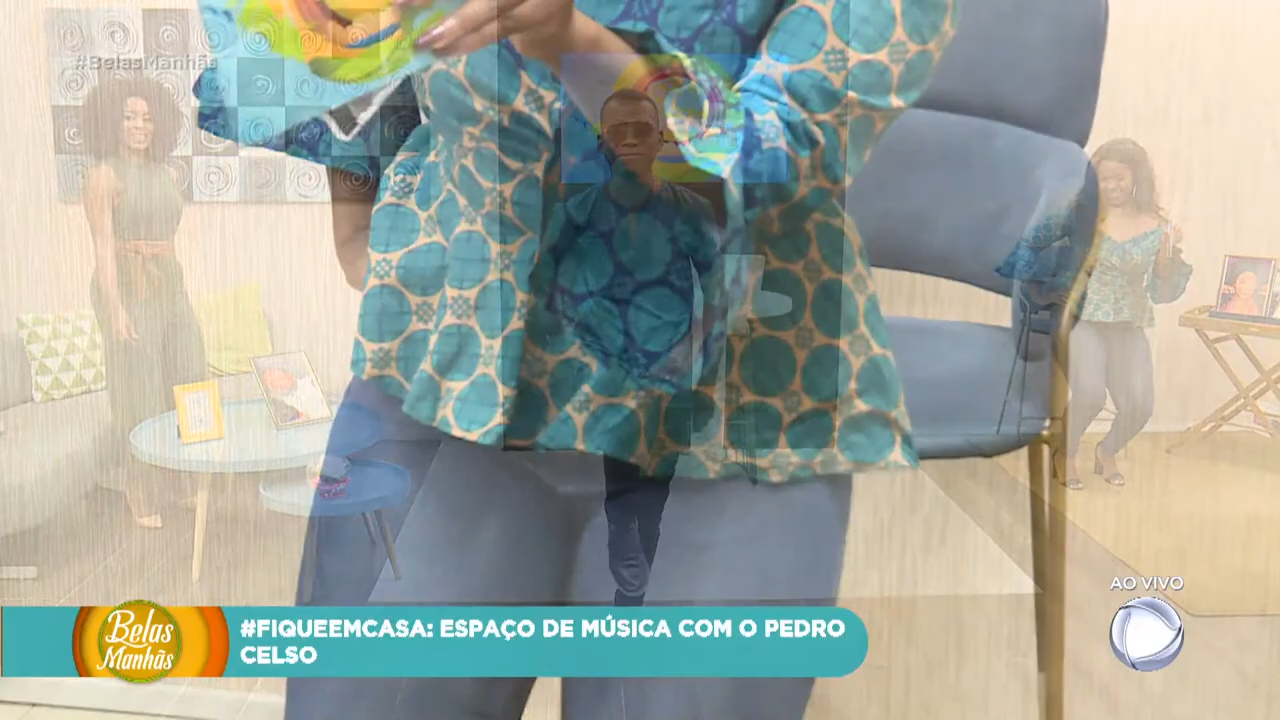 #BelasManhãs
AO VIVO
Belas
Manhãs
#FIQUEEMCASA: ESPAÇO DE MÚSICA COM O PEDRO
CELSO